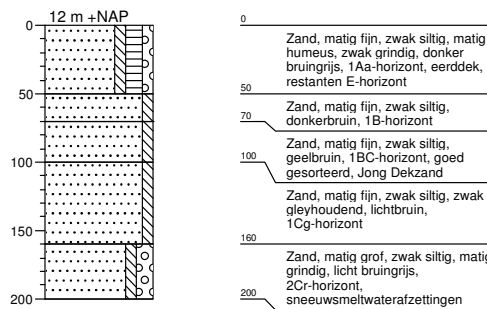 12 m +NAP
0
50
100
150
200
0
Zand, matig fijn, zwak siltig, matig
humeus, zwak grindig, donker
bruingrijs, 1Aa-horizont, eerddek,
restanten E-horizont
50
Zand, matig fijn, zwak siltig,
donkerbruin, 1B-horizont
70
Zand, matig fijn, zwak siltig,
geelbruin, 1BC-horizont, goed
gesorteerd, Jong Dekzand
100
Zand, matig fijn, zwak siltig, zwak
gleyhoudend, lichtbruin,
1Cg-horizont
160
Zand, matig grof, zwak siltig, matig
grindig, licht bruingrijs,
2Cr-horizont,
sneeuwsmeltwaterafzettingen
200